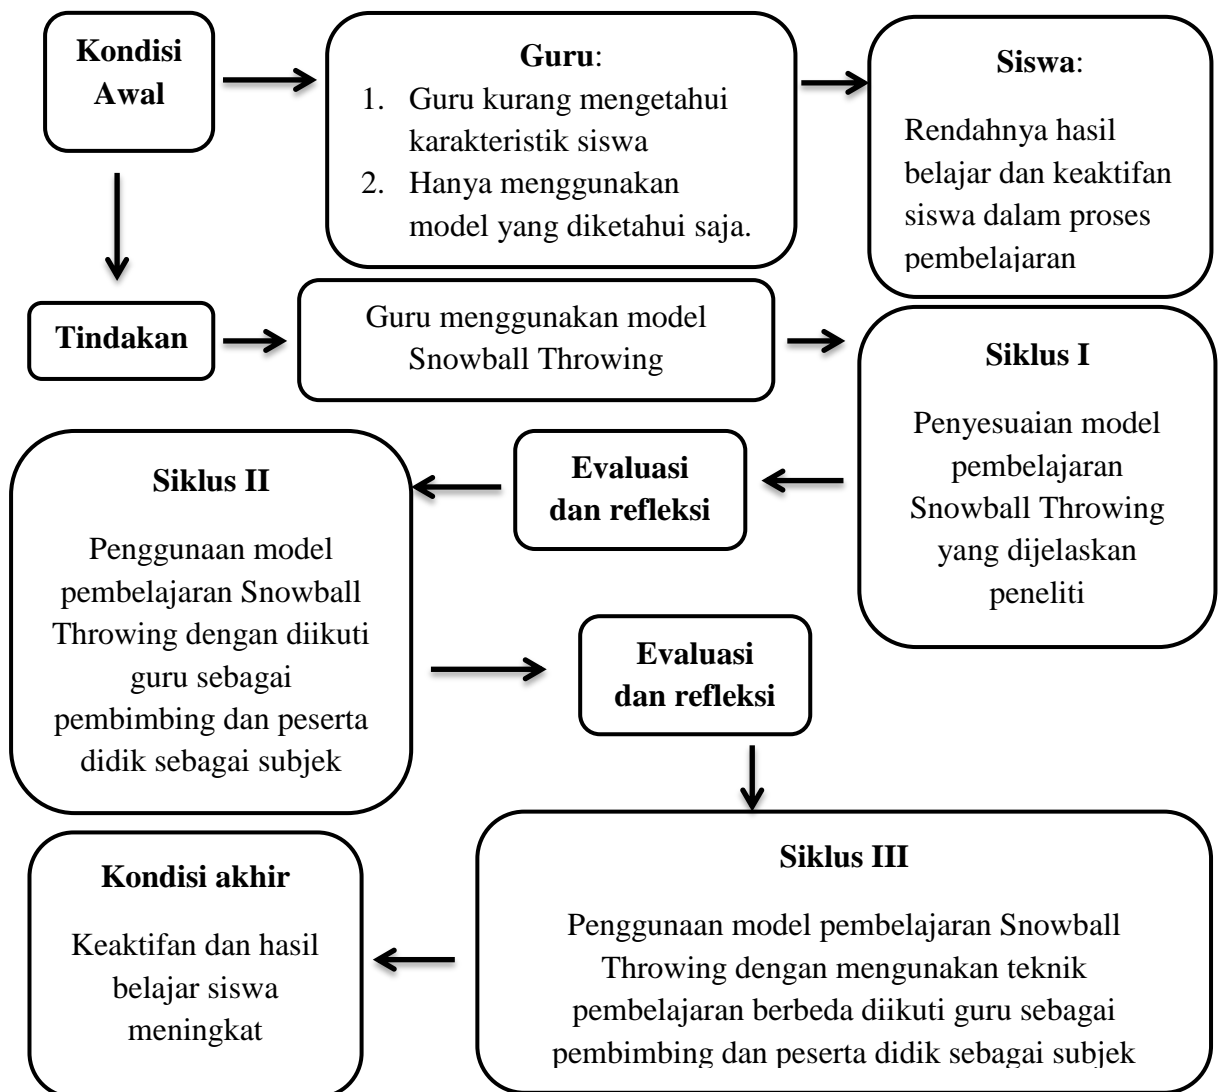 Kondisi
Awal
Guru:
1. Guru kurang mengetahui
karakteristik siswa
2. Hanya menggunakan
model yang diketahui saja.
Siswa:
Rendahnya hasil
belajar dan keaktifan
siswa dalam proses
pembelajaran
Tindakan
Guru menggunakan model
Snowball Throwing
Siklus I
Penyesuaian model
pembelajaran
Snowball Throwing
yang dijelaskan
peneliti
Evaluasi
dan refleksi
Siklus II
Penggunaan model
pembelajaran Snowball
Throwing dengan diikuti
guru sebagai
pembimbing dan peserta
didik sebagai subjek
Evaluasi
dan refleksi
Siklus III
Penggunaan model pembelajaran Snowball
Throwing dengan mengunakan teknik
pembelajaran berbeda diikuti guru sebagai
pembimbing dan peserta didik sebagai subjek
Kondisi akhir
Keaktifan dan hasil
belajar siswa
meningkat